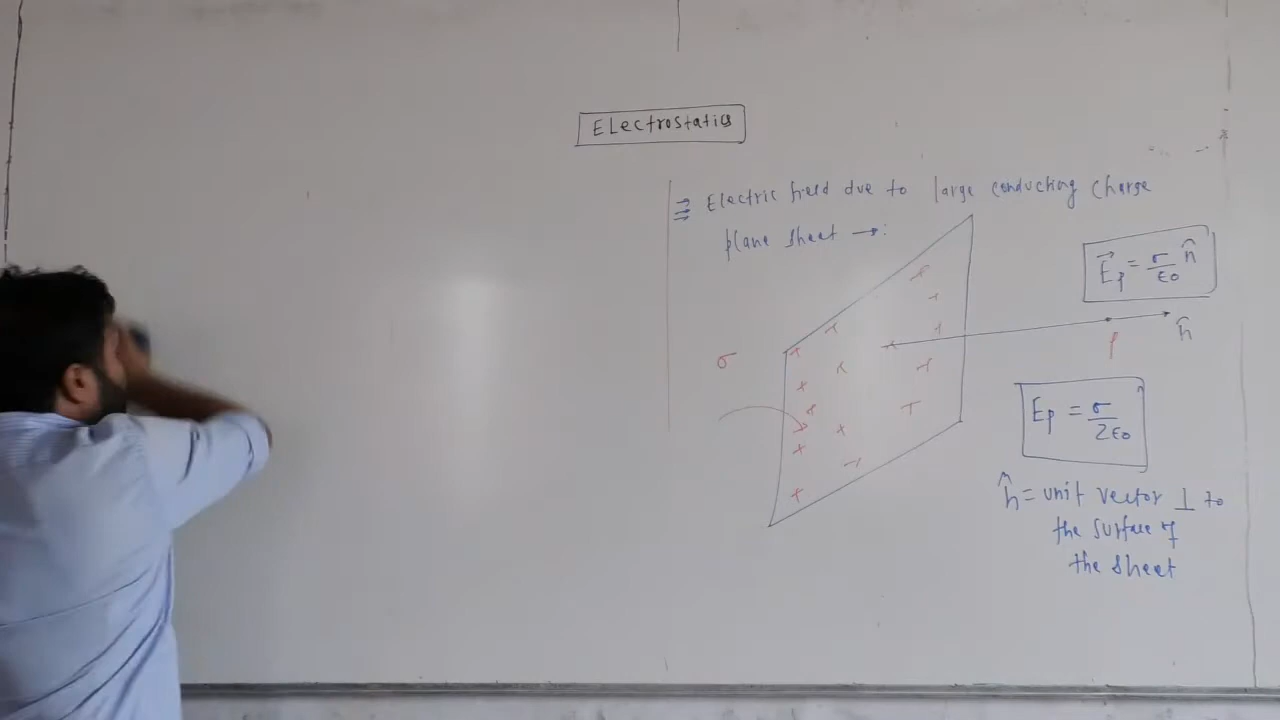 Electrostatics
⇒ Electric field due to large conducting charge
plane sheet →:
E⃗p = σ/ε₀ n̂
σ
n̂
P
Ep = σ/2ε₀
n̂ = unit vector ⊥ to
the surface of
the sheet